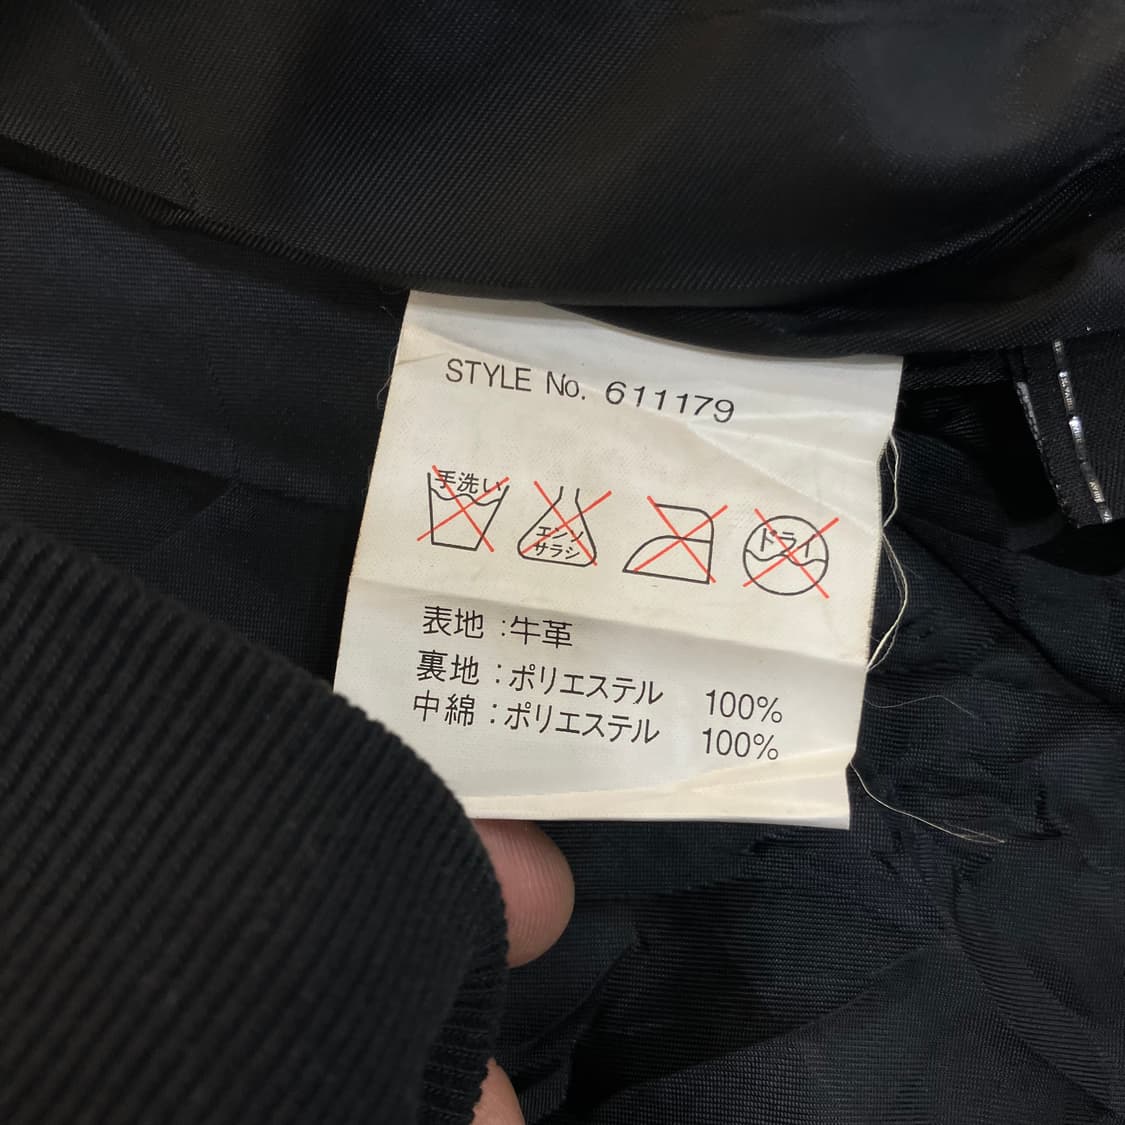 STYLE No. 611179
手洗い
エンソ
サラシ
ドライ
表地:牛革
裏地:ポリエステル 100%
中綿:ポリエステル 100%